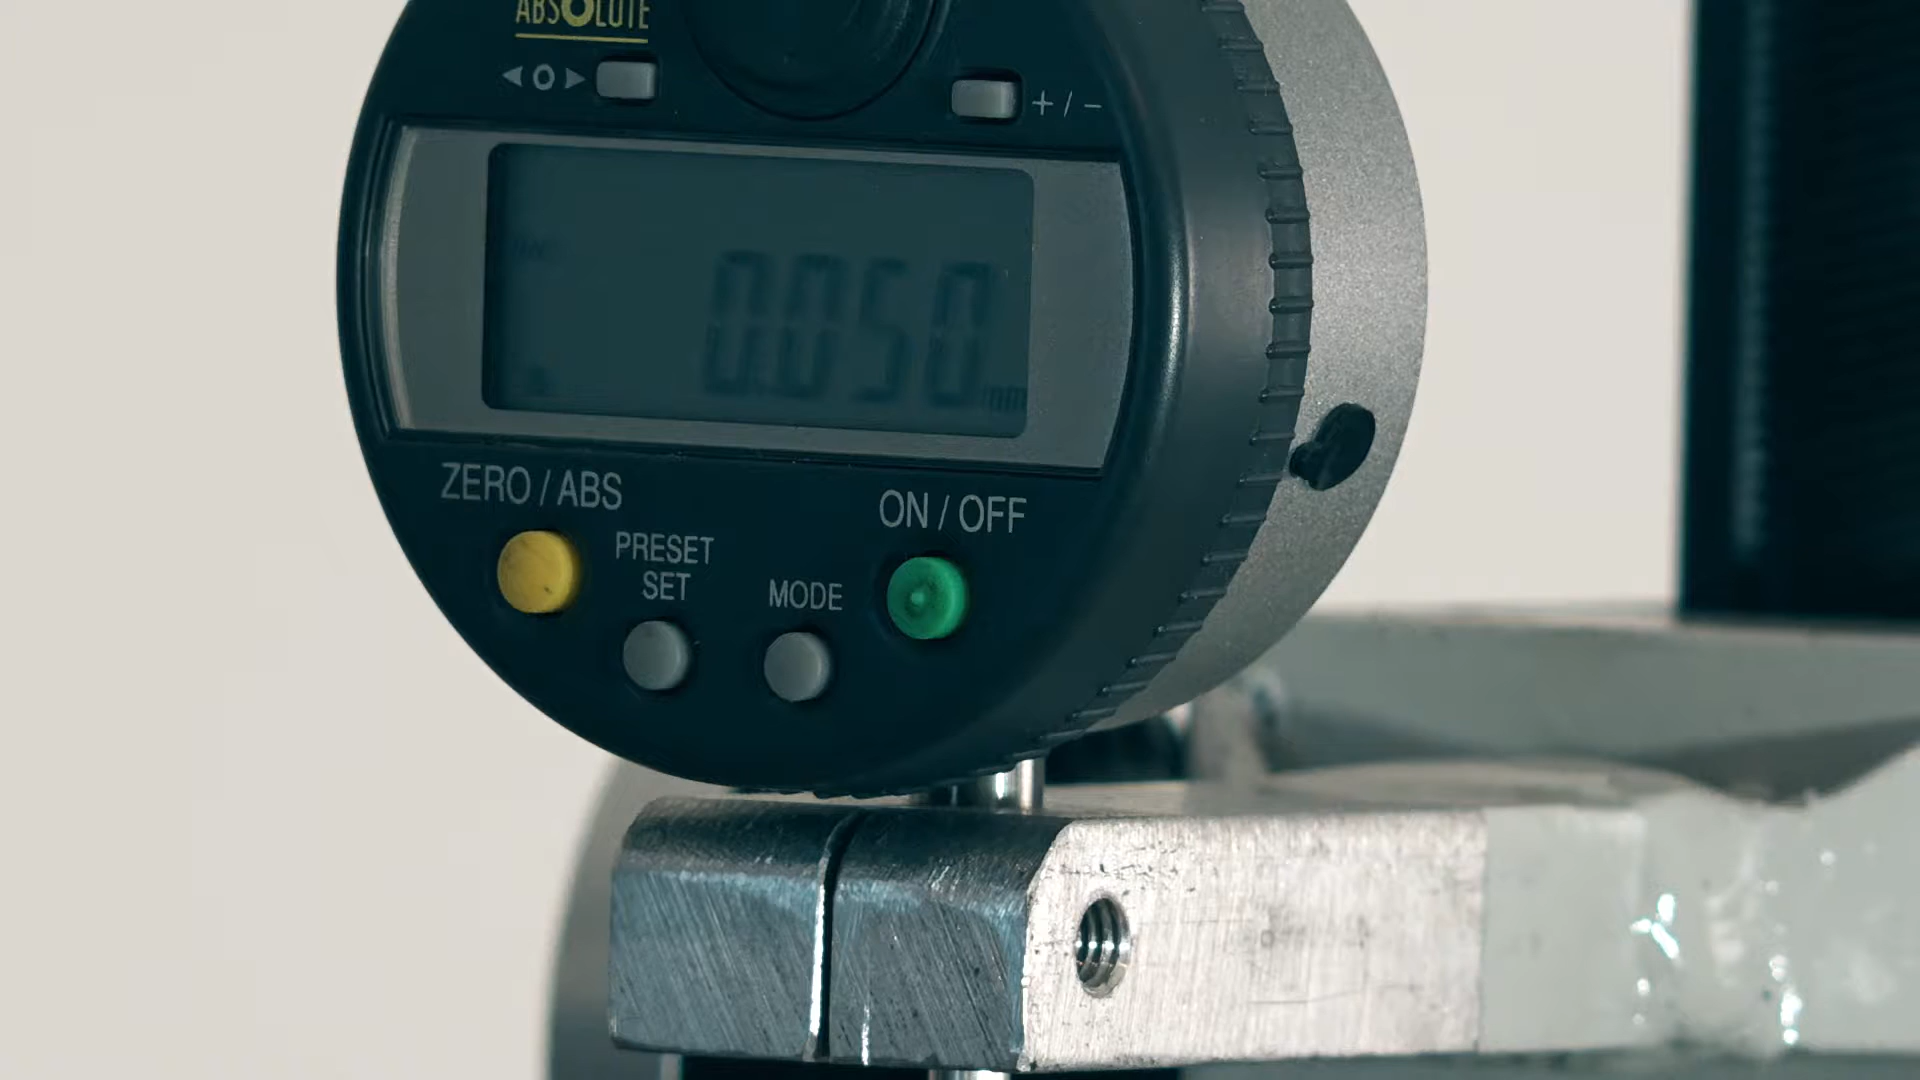 ABSOLUTE
+ / -
0.050 mm
ZERO / ABS
ON / OFF
PRESET
SET
MODE